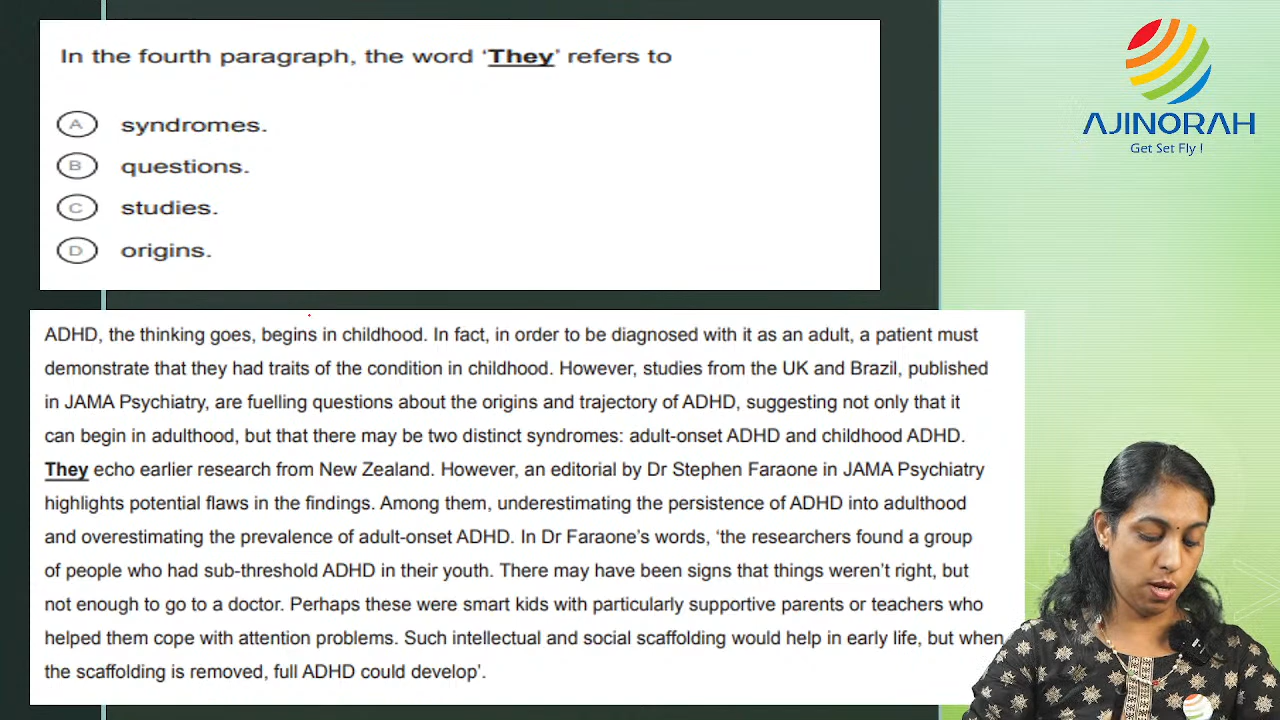 In the fourth paragraph, the word ‘They’ refers to
A syndromes.
B questions.
C studies.
D origins.
AJINORAH
Get Set Fly !
ADHD, the thinking goes, begins in childhood. In fact, in order to be diagnosed with it as an adult, a patient must
demonstrate that they had traits of the condition in childhood. However, studies from the UK and Brazil, published
in JAMA Psychiatry, are fuelling questions about the origins and trajectory of ADHD, suggesting not only that it
can begin in adulthood, but that there may be two distinct syndromes: adult-onset ADHD and childhood ADHD.
They echo earlier research from New Zealand. However, an editorial by Dr Stephen Faraone in JAMA Psychiatry
highlights potential flaws in the findings. Among them, underestimating the persistence of ADHD into adulthood
and overestimating the prevalence of adult-onset ADHD. In Dr Faraone’s words, ‘the researchers found a group
of people who had sub-threshold ADHD in their youth. There may have been signs that things weren’t right, but
not enough to go to a doctor. Perhaps these were smart kids with particularly supportive parents or teachers who
helped them cope with attention problems. Such intellectual and social scaffolding would help in early life, but when
the scaffolding is removed, full ADHD could develop’.